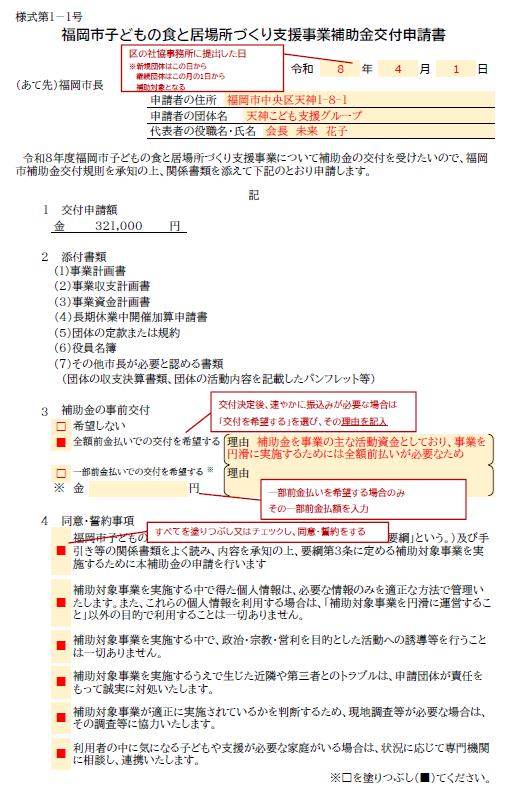 様式第1－1号
福岡市子どもの食と居場所づくり支援事業補助金交付申請書
区の社協事務所に提出した日
※新規団体はこの日から
継続団体はこの月の1日から
補助対象となる
令和 8 年 4 月 1 日
（あて先）福岡市長
申請者の住所 福岡市中央区天神1-8-1
申請者の団体名 天神こども支援グループ
代表者の役職名・氏名 会長 未来 花子
令和８年度福岡市子どもの食と居場所づくり支援事業について補助金の交付を受けたいので、福岡
市補助金交付規則を承知の上、関係書類を添えて下記のとおり申請します。
記
1 交付申請額
金 321,000 円
2 添付書類
（1）事業計画書
（2）事業収支計画書
（3）事業資金計画書
（4）長期休業中開催加算申請書
（5）団体の定款または規約
（6）役員名簿
（7）その他市長が必要と認める書類
（団体の収支決算書類、団体の活動内容を記載したパンフレット等）
交付決定後、速やかに振込みが必要な場合は
「交付を希望する」を選び、その理由を記入
3 補助金の事前交付
□ 希望しない
■ 全額前金払いでの交付を希望する
理由 補助金を事業の主な活動資金としており、事業を
円滑に実施するためには全額前払いが必要なため
□ 一部前金払いでの交付を希望する ※
理由
※ 金 円
一部前金払いを希望する場合のみ
その一部前金払額を入力
4 同意・誓約事項
すべてを塗りつぶし又はチェックし、同意・誓約をする
■ 福岡市子どもの 要綱」という。）及び手
引き等の関係書類をよく読み、内容を承知の上、要綱第3条に定める補助対象事業を実
施するために本補助金の申請を行います
■ 補助対象事業を実施する中で得た個人情報は、必要な情報のみを適正な方法で管理い
たします。また、これらの個人情報を利用する場合は、「補助対象事業を円滑に運営するこ
と」以外の目的で利用することは一切ありません。
■ 補助対象事業を実施する中で、政治・宗教・営利を目的とした活動への誘導等を行うこと
は一切ありません。
■ 補助対象事業を実施するうえで生じた近隣や第三者とのトラブルは、申請団体が責任を
もって誠実に対処いたします。
■ 補助対象事業が適正に実施されているかを判断するため、現地調査等が必要な場合は、
その調査等に協力いたします。
■ 利用者の中に気になる子どもや支援が必要な家庭がいる場合は、状況に応じて専門機関
に相談し、連携いたします。
※□を塗りつぶし（■）てください。